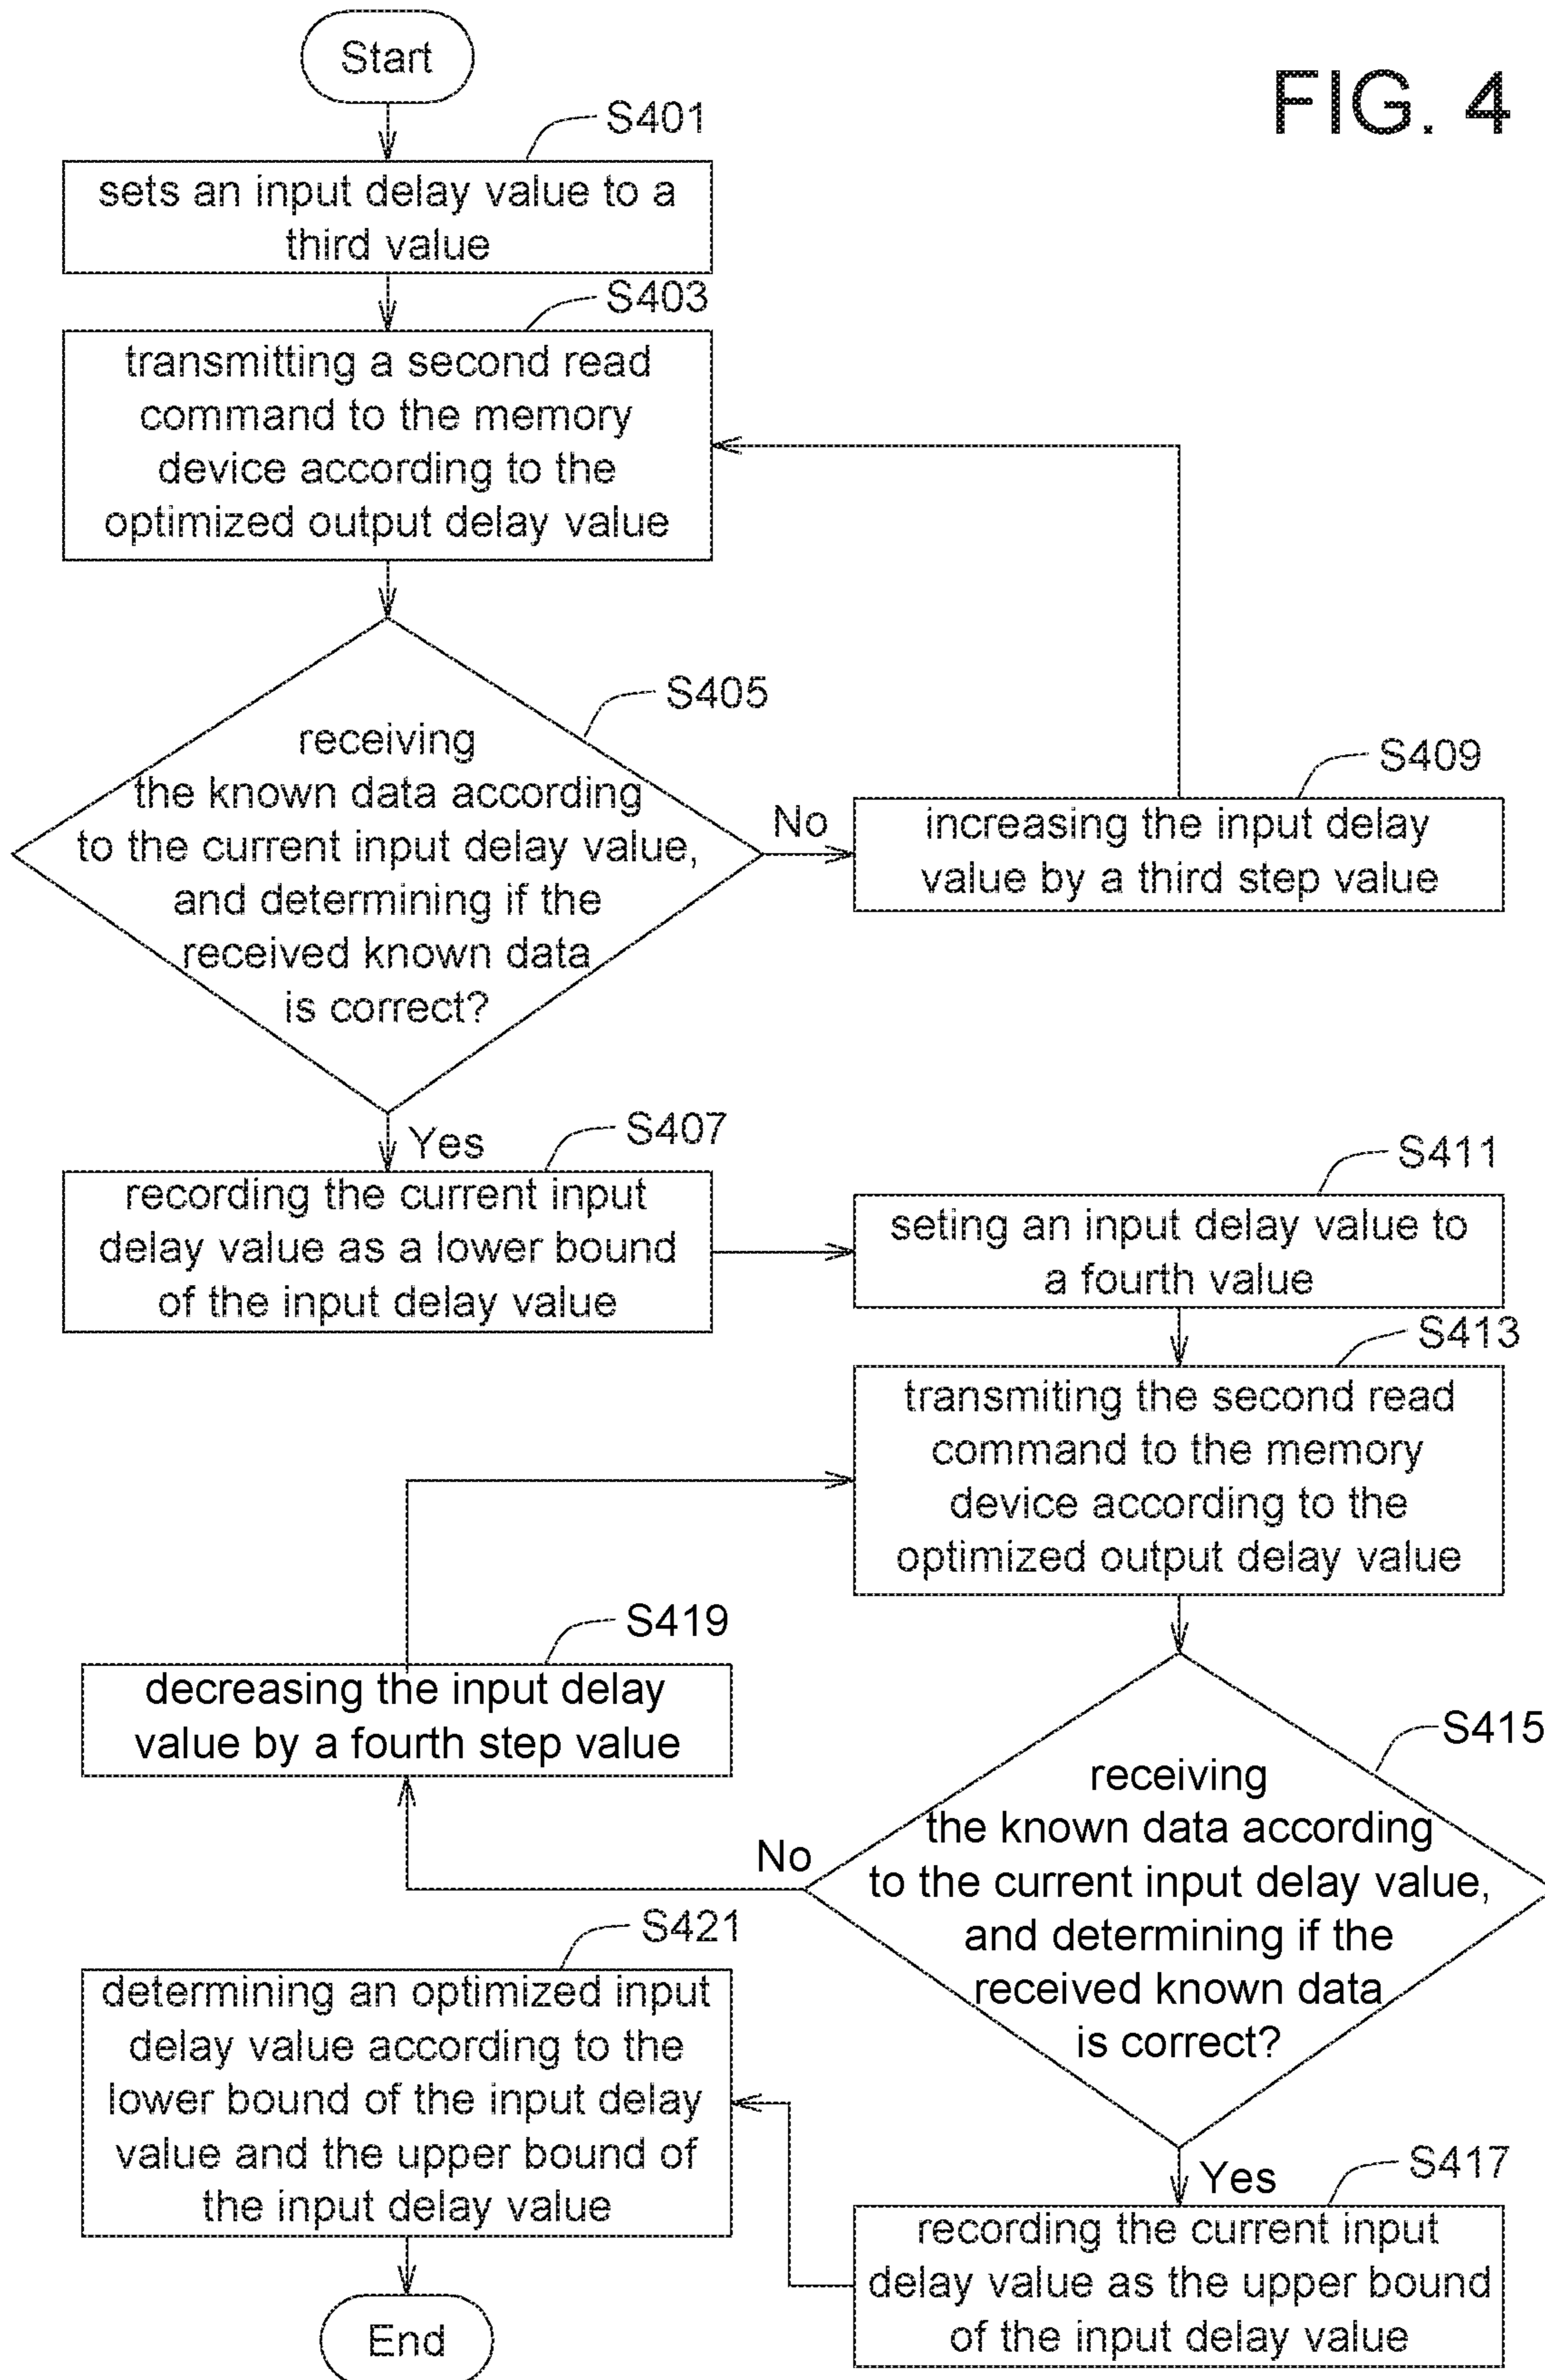 FIG. 4
Start
S401
sets an input delay value to a
third value
S403
transmitting a second read
command to the memory
device according to the
optimized output delay value
S405
receiving
the known data according
to the current input delay value,
and determining if the
received known data
is correct?
No
S409
increasing the input delay
value by a third step value
Yes
S407
recording the current input
delay value as a lower bound
of the input delay value
S411
seting an input delay value to
a fourth value
S413
transmiting the second read
command to the memory
device according to the
optimized output delay value
S415
receiving
the known data according
to the current input delay value,
and determining if the
received known data
is correct?
No
S419
decreasing the input delay
value by a fourth step value
Yes
S417
recording the current input
delay value as the upper bound
of the input delay value
S421
determining an optimized input
delay value according to the
lower bound of the input delay
value and the upper bound of
the input delay value
End